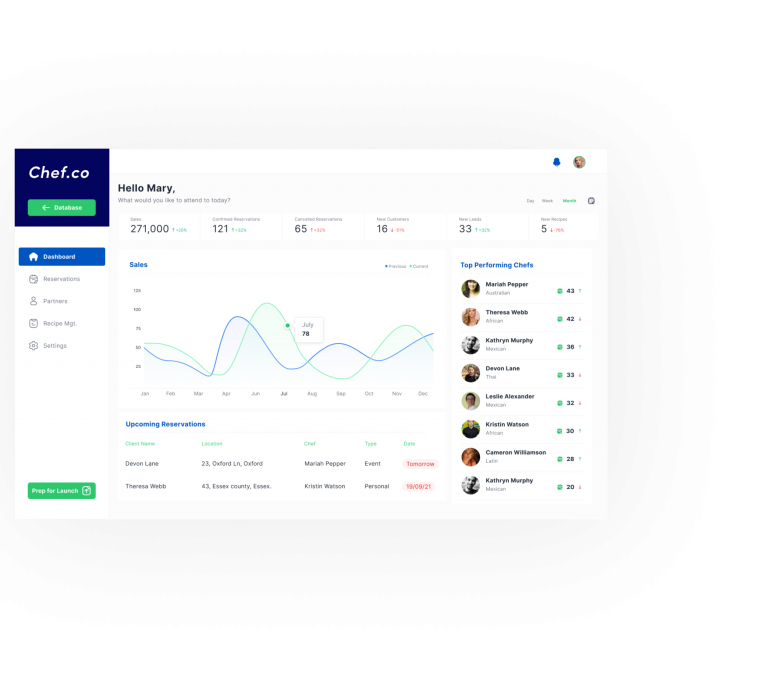 Chef.co
← Database
Dashboard
Reservations
Partners
Recipe Mgt.
Settings
Prep for Launch
Hello Mary,
What would you like to attend to today?
Day Week Month
Sales
271,000
Confirmed Reservations
121 ↑ +32%
Cancelled Reservations
65 ↑ +32%
New Customers
16
New Leads
33 ↑ +32%
New Recipes
5
Sales
Previous Current
125
100
75
50
25
July
78
Jan Feb Mar Apr Jun Jul Aug Sep Oct Nov Dec
Upcoming Reservations
Client Name Location Chef Type Date
Devon Lane 23, Oxford Ln, Oxford Mariah Pepper Event Tomorrow
Theresa Webb 43, Essex county, Essex. Kristin Watson Personal 19/09/21
Top Performing Chefs
Mariah Pepper
Australian
43 ↑
Theresa Webb
African
42 ↓
Kathryn Murphy
Mexican
36 ↑
Devon Lane
Thai
33 ↓
Leslie Alexander
Mexican
32 ↓
Kristin Watson
African
30 ↑
Cameron Williamson
Latin
28 ↑
Kathryn Murphy
Mexican
20 ↓